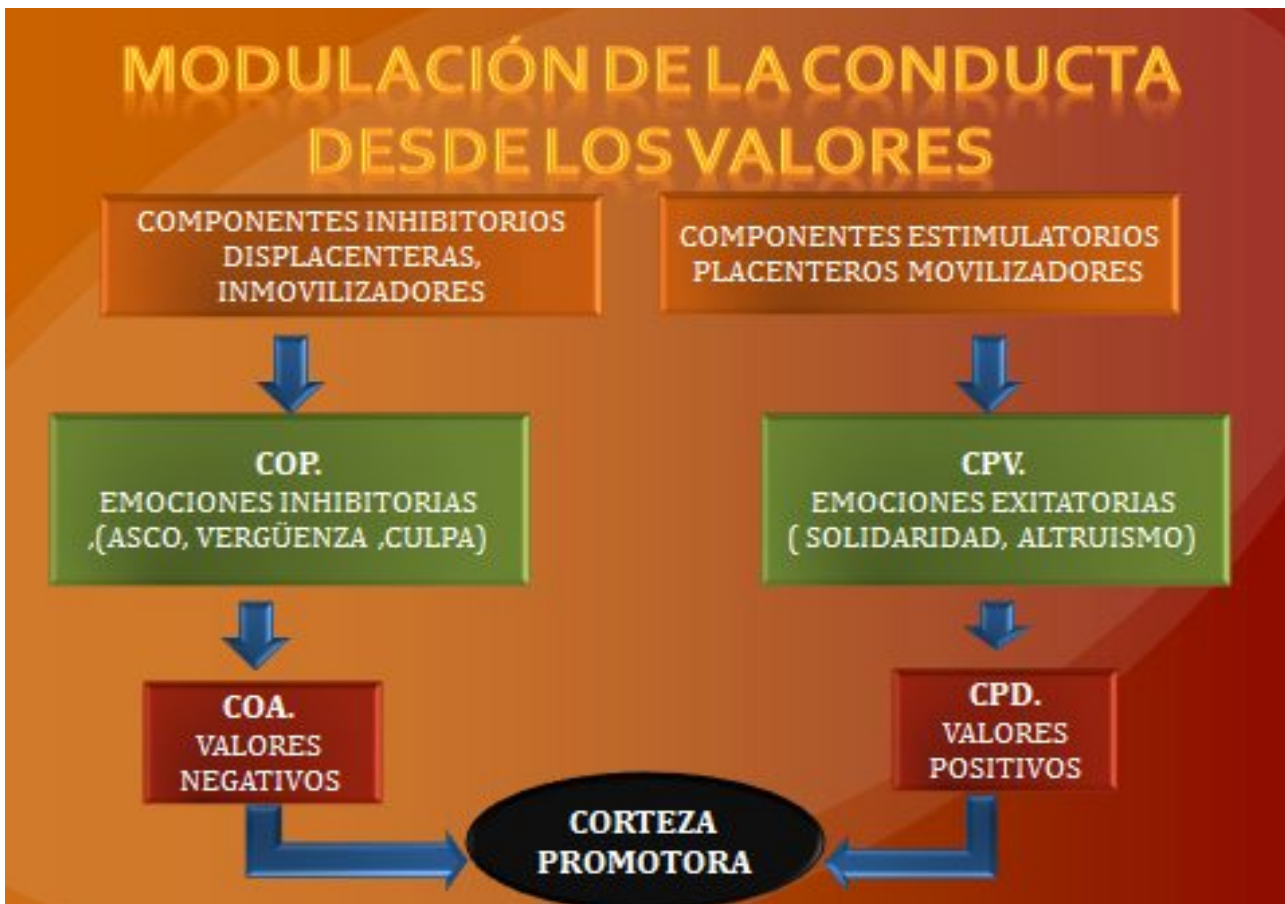 MODULACIÓN DE LA CONDUCTA
DESDE LOS VALORES
COMPONENTES INHIBITORIOS
DISPLACENTERAS,
INMOVILIZADORES
COMPONENTES ESTIMULATORIOS
PLACENTEROS MOVILIZADORES
COP.
EMOCIONES INHIBITORIAS
,(ASCO, VERGÜENZA ,CULPA)
CPV.
EMOCIONES EXITATORIAS
( SOLIDARIDAD, ALTRUISMO)
COA.
VALORES
NEGATIVOS
CPD.
VALORES
POSITIVOS
CORTEZA
PROMOTORA